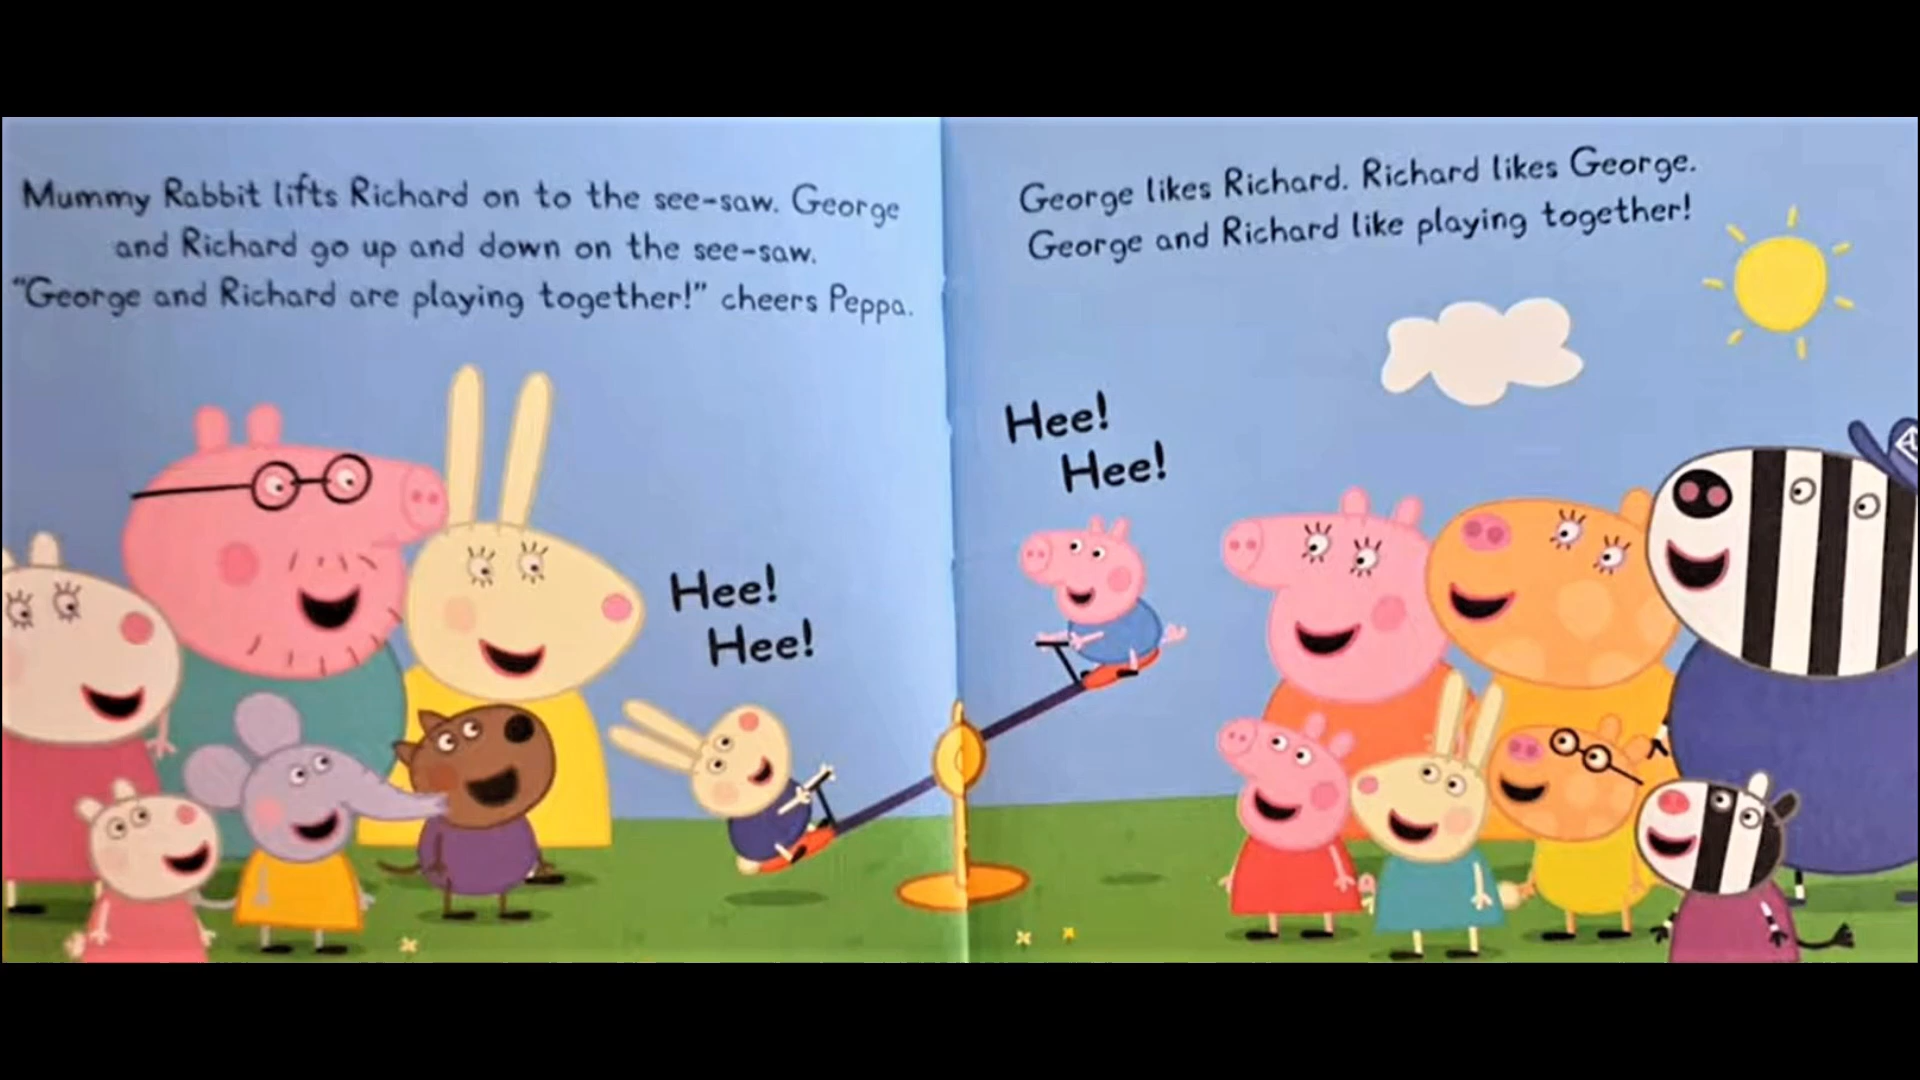 Mummy Rabbit lifts Richard on to the see-saw. George
and Richard go up and down on the see-saw.
"George and Richard are playing together!" cheers Peppa.
Hee!
Hee!
George likes Richard. Richard likes George.
George and Richard like playing together!
Hee!
Hee!